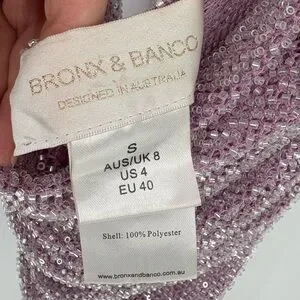 BRONX & BANCO
DESIGNED IN AUSTRALIA
S
AUS/UK 8
US 4
EU 40
Shell: 100% Polyester
www.bronxandbanco.com.au